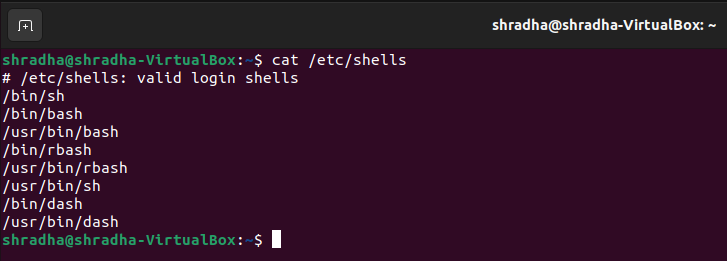 shradha@shradha-VirtualBox: ~
shradha@shradha-VirtualBox:~$ cat /etc/shells
# /etc/shells: valid login shells
/bin/sh
/bin/bash
/usr/bin/bash
/bin/rbash
/usr/bin/rbash
/usr/bin/sh
/bin/dash
/usr/bin/dash
shradha@shradha-VirtualBox:~$